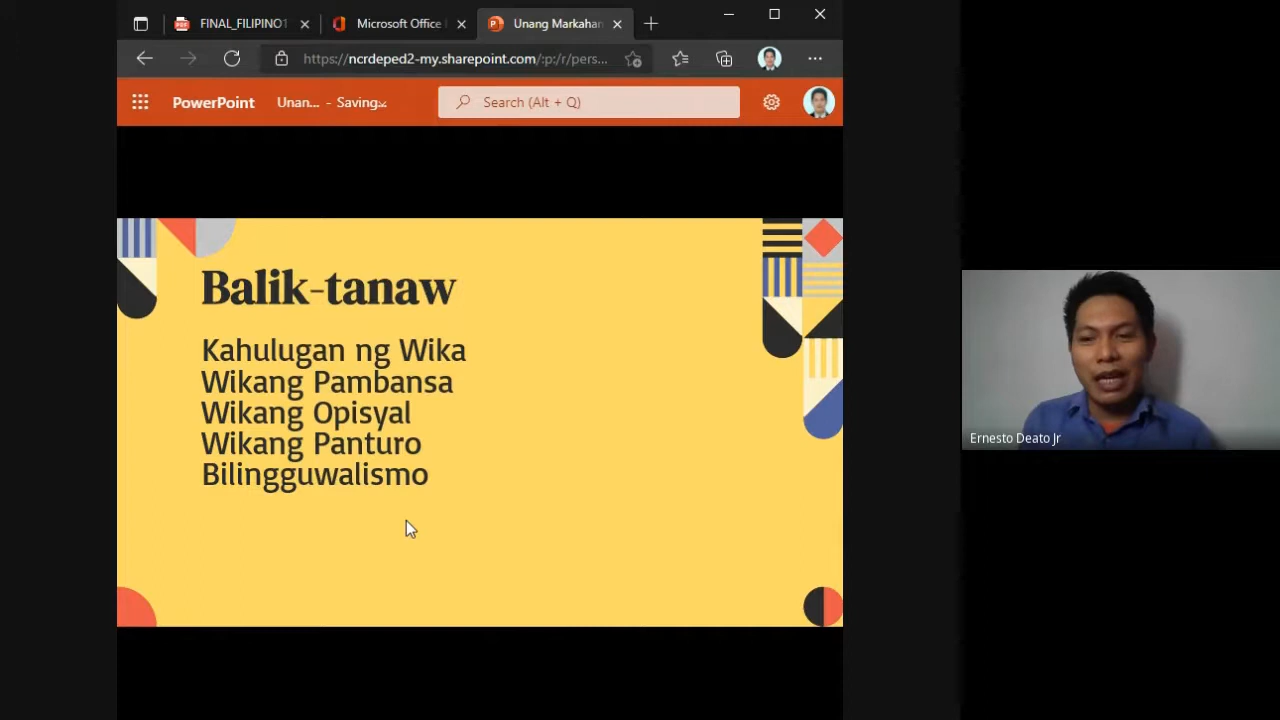 FINAL_FILIPINO1
Microsoft Office
Unang Markahan
https://ncrdeped2-my.sharepoint.com/:p:/r/pers...
PowerPoint
Unan... - Saving
Search (Alt + Q)
Balik-tanaw
Kahulugan ng Wika
Wikang Pambansa
Wikang Opisyal
Wikang Panturo
Bilingguwalismo
Ernesto Deato Jr